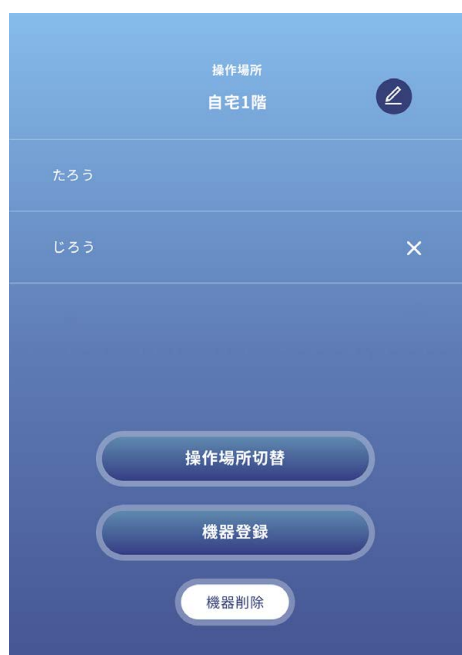 操作場所
自宅1階
たろう
じろう
操作場所切替
機器登録
機器削除